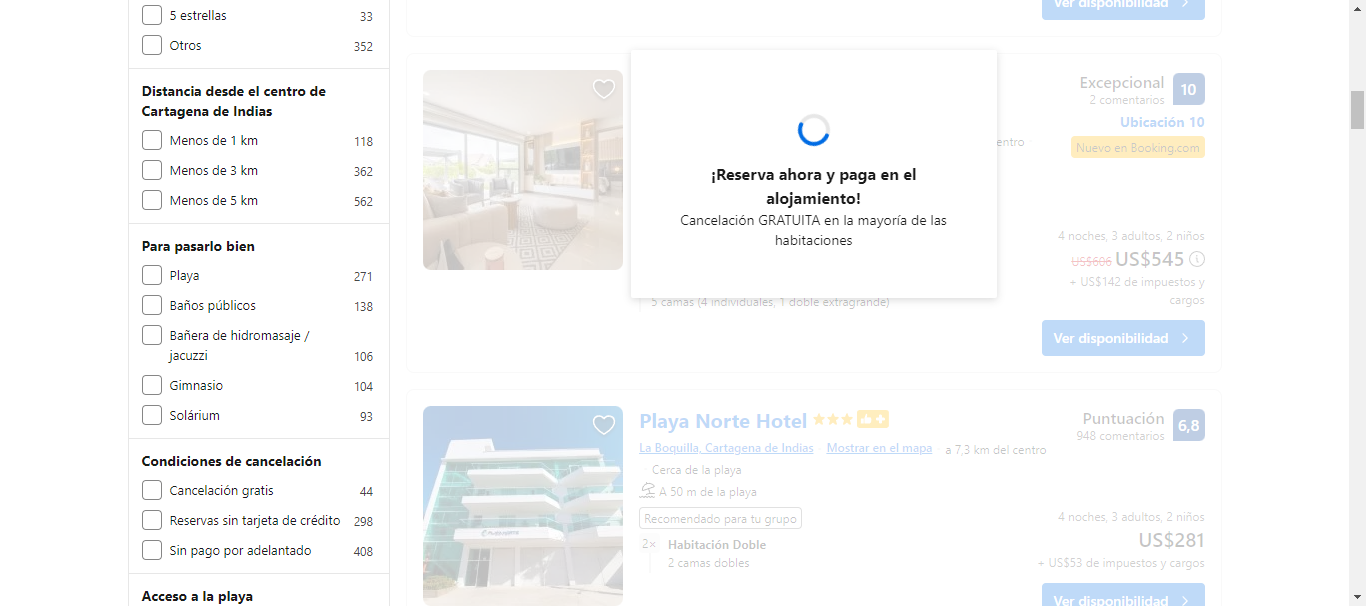 5 estrellas 33
Otros 352
Distancia desde el centro de
Cartagena de Indias
Menos de 1 km 118
Menos de 3 km 362
Menos de 5 km 562
Para pasarlo bien
Playa 271
Baños públicos 138
Bañera de hidromasaje /
jacuzzi 106
Gimnasio 104
Solárium 93
Condiciones de cancelación
Cancelación gratis 44
Reservas sin tarjeta de crédito 298
Sin pago por adelantado 408
Acceso a la playa
Ver disponibilidad
¡Reserva ahora y paga en el
alojamiento!
Cancelación GRATUITA en la mayoría de las
habitaciones
Excepcional 10
2 comentarios
Ubicación 10
Nuevo en Booking.com
4 noches, 3 adultos, 2 niños
US$606 US$545
+ US$142 de impuestos y
cargos
5 camas (4 individuales, 1 doble extragrande)
Ver disponibilidad
Playa Norte Hotel
La Boquilla, Cartagena de Indias Mostrar en el mapa a 7,3 km del centro
Cerca de la playa
A 50 m de la playa
Recomendado para tu grupo
2× Habitación Doble
2 camas dobles
Puntuación 6,8
948 comentarios
4 noches, 3 adultos, 2 niños
US$281
+ US$53 de impuestos y cargos
Ver disponibilidad